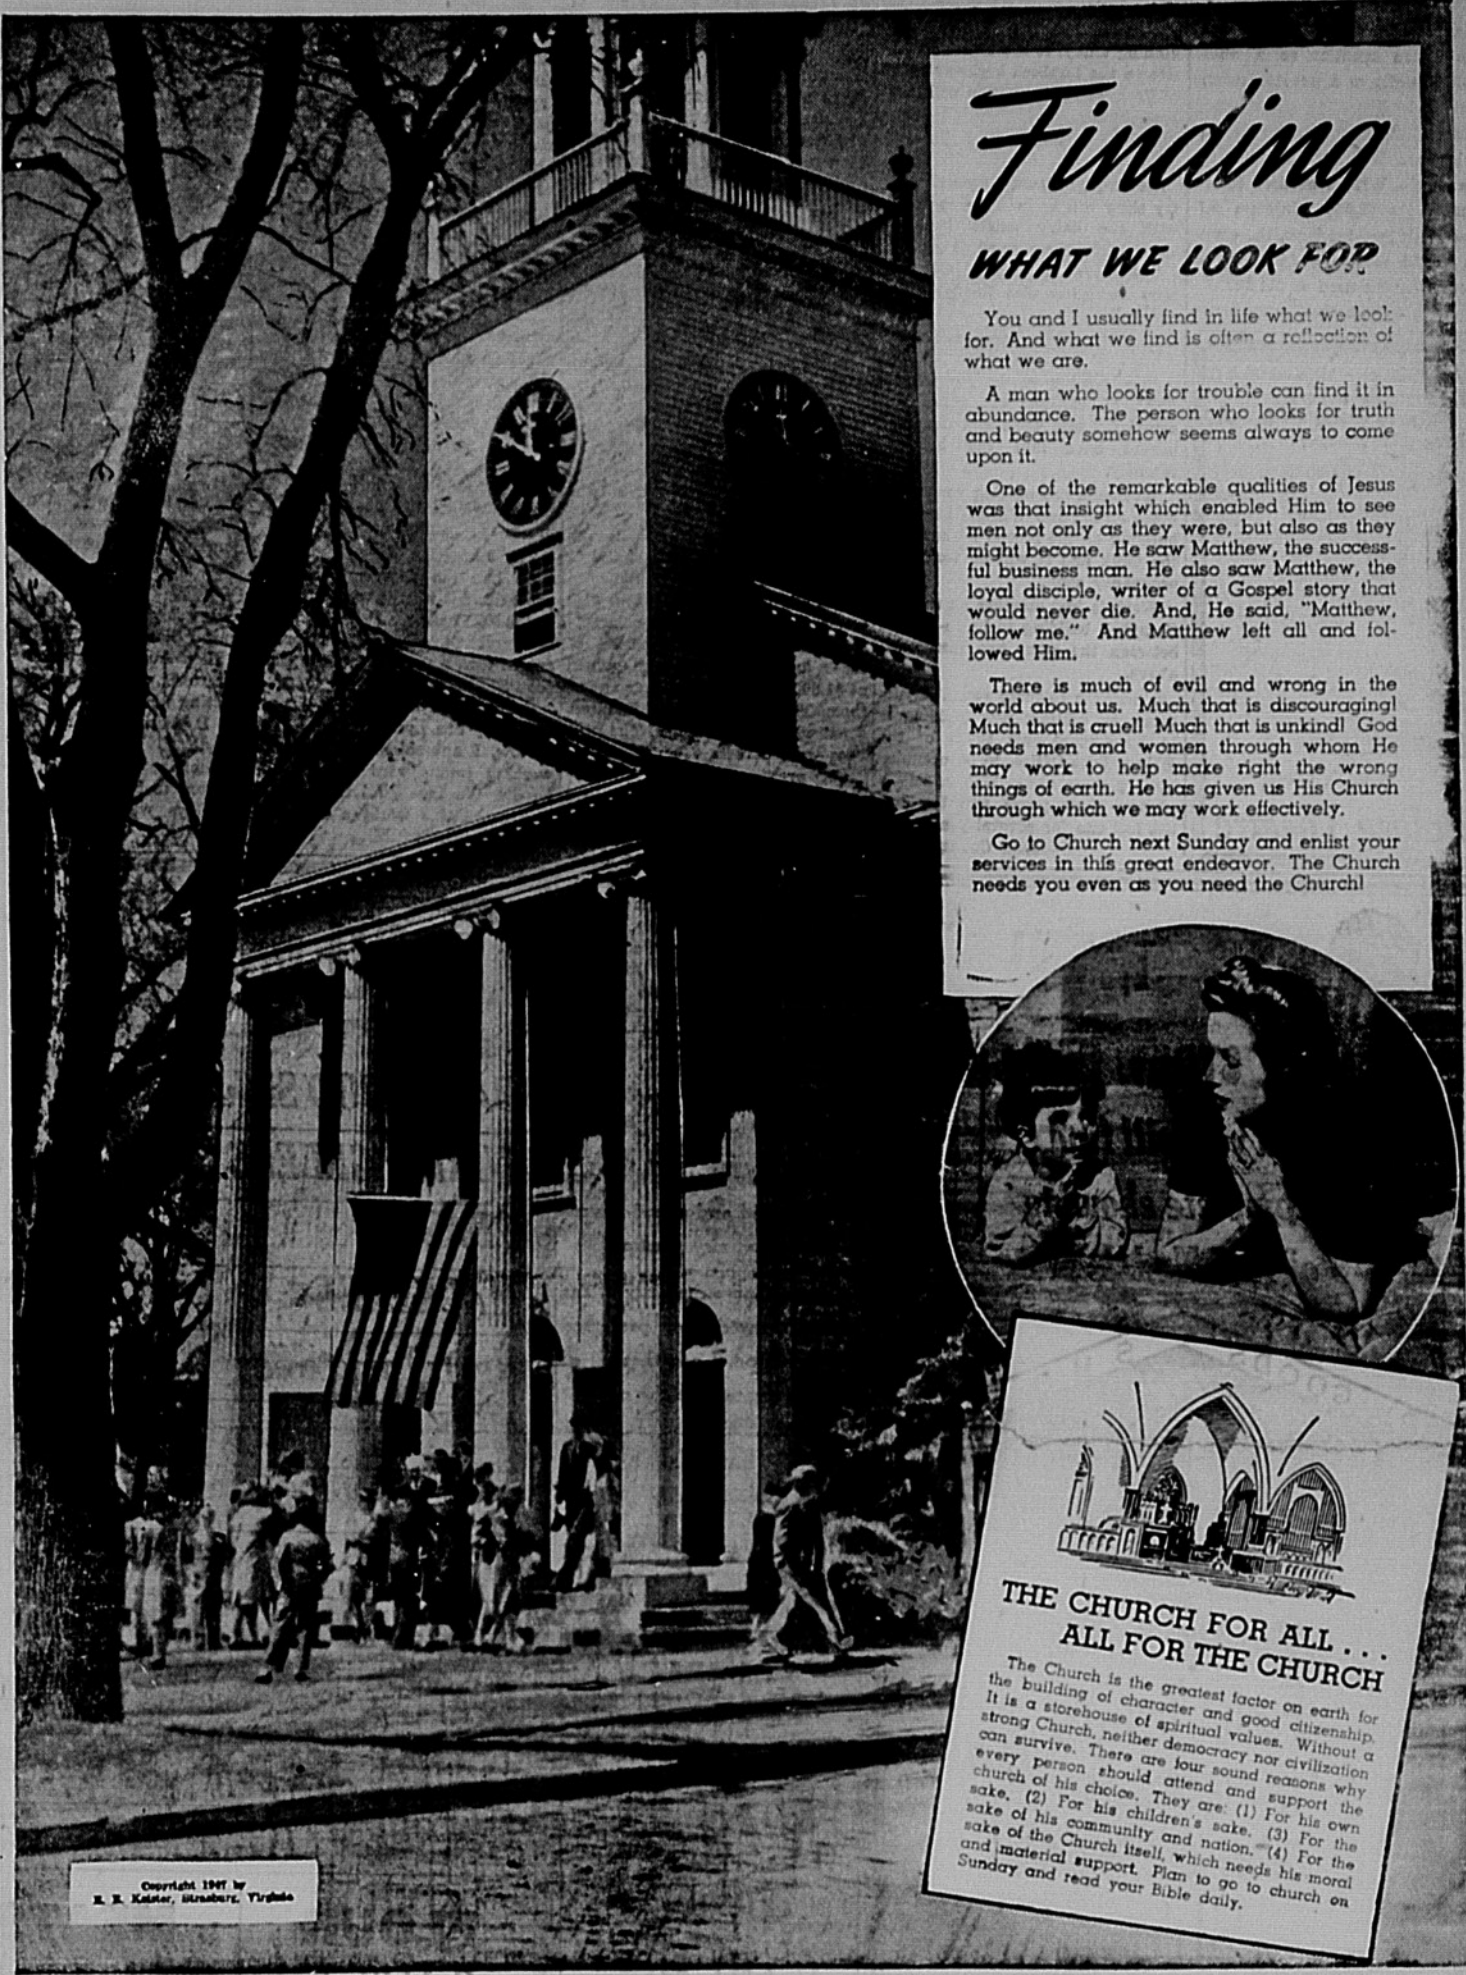 Finding
WHAT WE LOOK FOR
You and I usually find in life what we look
for. And what we find is often a reflection of
what we are.
A man who looks for trouble can find it in
abundance. The person who looks for truth
and beauty somehow seems always to come
upon it.
One of the remarkable qualities of Jesus
was that insight which enabled Him to see
men not only as they were, but also as they
might become. He saw Matthew, the success-
ful business man. He also saw Matthew, the
loyal disciple, writer of a Gospel story that
would never die. And, He said, "Matthew,
follow me." And Matthew left all and fol-
lowed Him.
There is much of evil and wrong in the
world about us. Much that is discouraging!
Much that is cruel! Much that is unkind! God
needs men and women through whom He
may work to help make right the wrong
things of earth. He has given us His Church
through which we may work effectively.
Go to Church next Sunday and enlist your
services in this great endeavor. The Church
needs you even as you need the Church!
THE CHURCH FOR ALL . . .
ALL FOR THE CHURCH
The Church is the greatest factor on earth for
the building of character and good citizenship.
It is a storehouse of spiritual values. Without a
strong Church, neither democracy nor civilization
can survive. There are four sound reasons why
every person should attend and support the
church of his choice. They are: (1) For his own
sake. (2) For his children's sake. (3) For the
sake of his community and nation. (4) For the
sake of the Church itself, which needs his moral
and material support. Plan to go to church on
Sunday and read your Bible daily.
Copyright 1947 by
Keister, Strasburg, Virginia